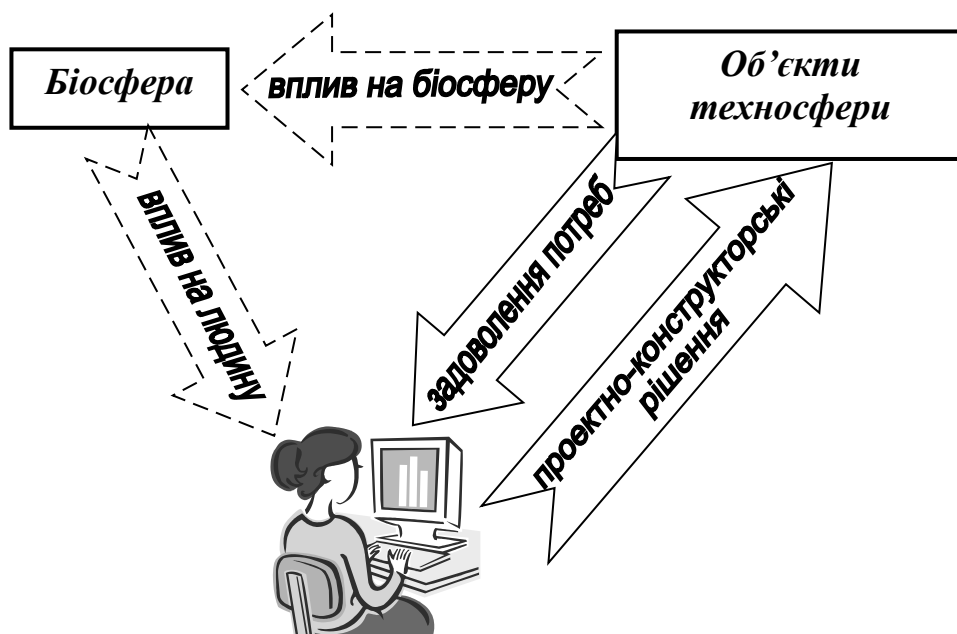 Біосфера
вплив на біосферу
Об’єкти
техносфери
вплив на людину
задоволення потреб
проектно-конструкторські
рішення